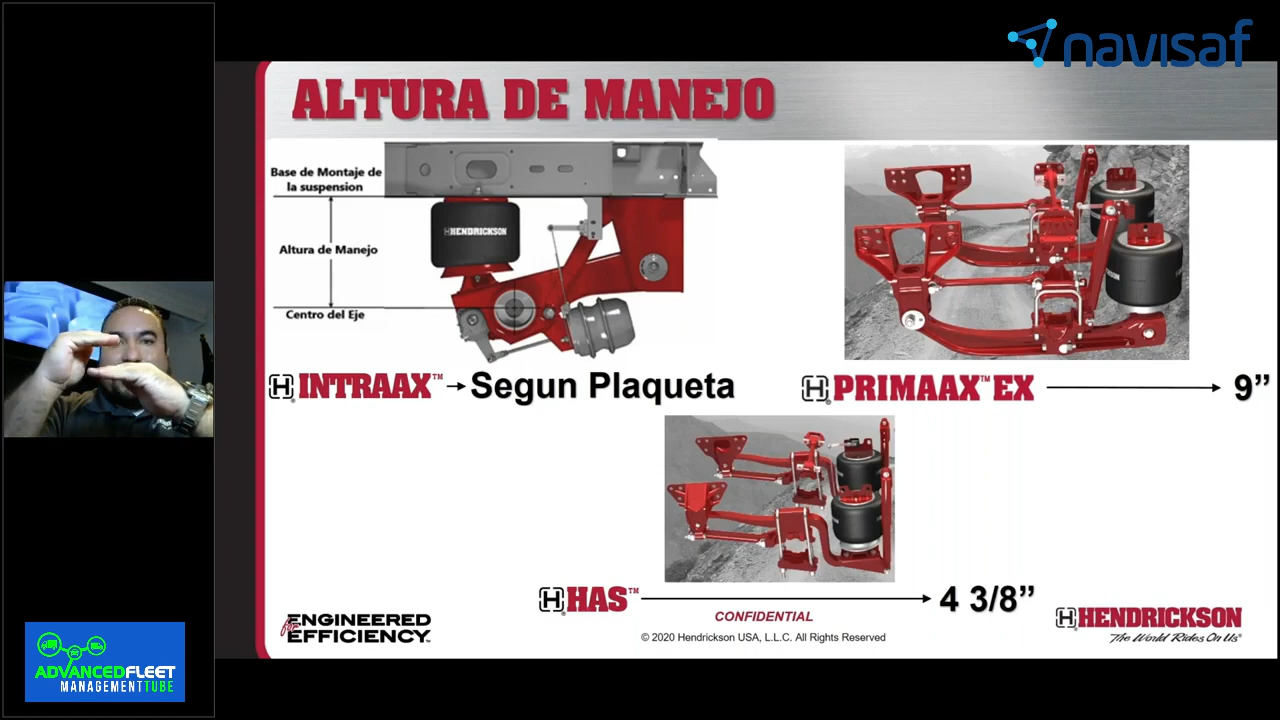 navisaf
ALTURA DE MANEJO
Base de Montaje de
la suspension
HENDRICKSON
Altura de Manejo
Centro del Eje
INTRAAX™ Segun Plaqueta
PRIMAAX™ EX 9”
HAS™ 4 3/8”
CONFIDENTIAL
© 2020 Hendrickson USA, L.L.C. All Rights Reserved
ENGINEERED
for EFFICIENCY™
HENDRICKSON
The World Rides On Us®
ADVANCEDFLEET
MANAGEMENTTUBE